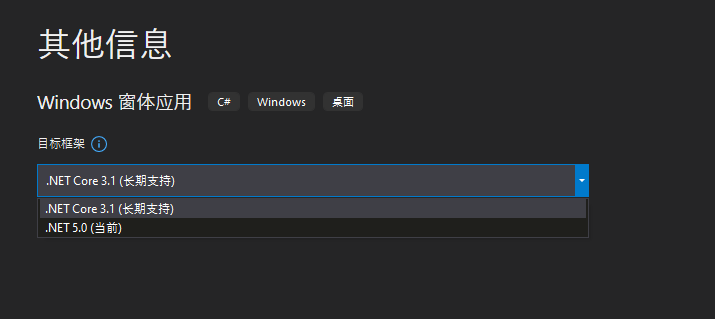 其他信息
Windows 窗体应用 C# Windows 桌面
目标框架
.NET Core 3.1 (长期支持)
.NET Core 3.1 (长期支持)
.NET 5.0 (当前)